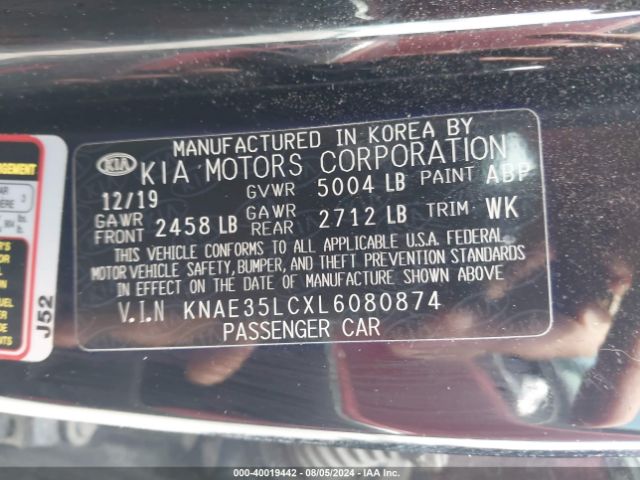 MANUFACTURED IN KOREA BY
KIA KIA MOTORS CORPORATION
12/19 GVWR 5004 LB PAINT ABP
GAWR FRONT 2458 LB GAWR REAR 2712 LB TRIM WK
THIS VEHICLE CONFORMS TO ALL APPLICABLE U.S.A. FEDERAL
MOTOR VEHICLE SAFETY, BUMPER, AND THEFT PREVENTION STANDARDS
IN EFFECT ON THE DATE OF MANUFACTURE SHOWN ABOVE
V.I.N KNAE35LCXL6080874
PASSENGER CAR
J52
000-40019442 - 08/05/2024 - IAA Inc.